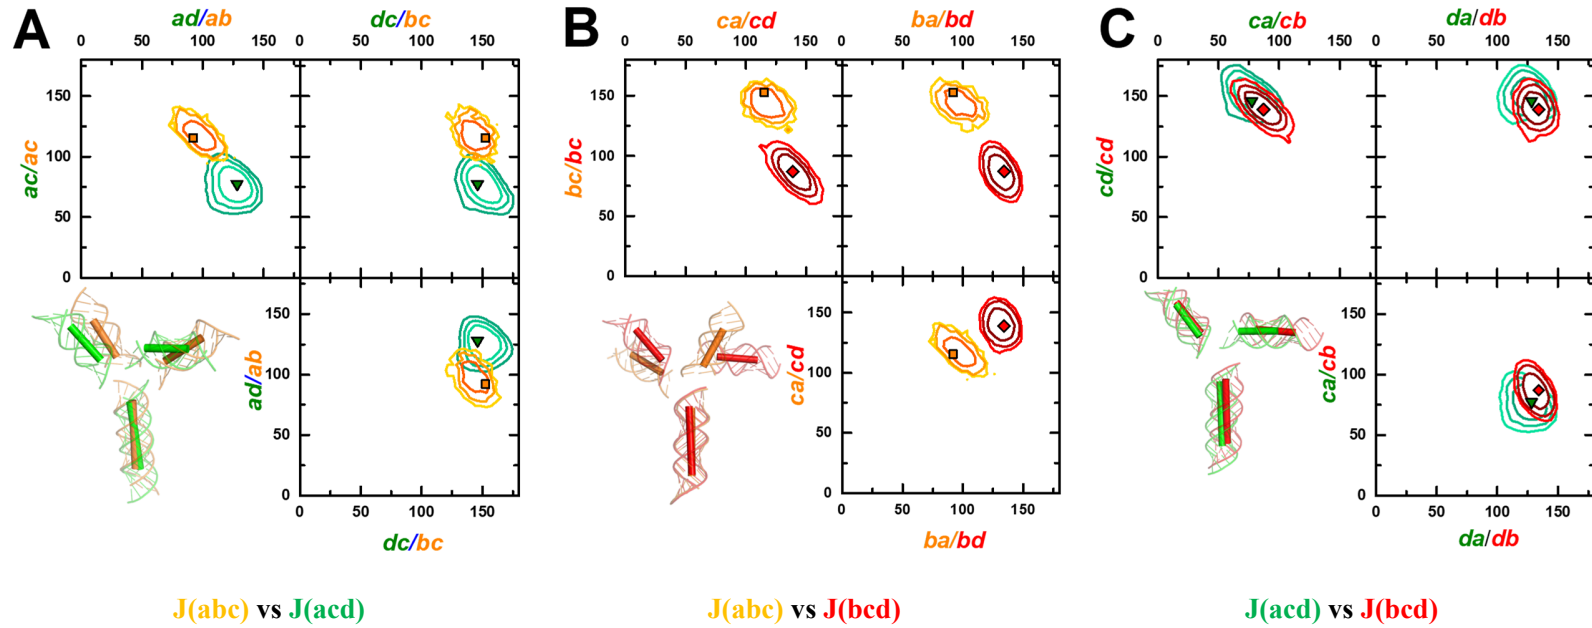 A
ad/ab
dc/bc
0 50 100 150
0 50 100 150
150
100
50
0
ac/ac
150
100
50
0
ad/ab
0 50 100 150
dc/bc
J(abc) vs J(acd)
B
ca/cd
ba/bd
0 50 100 150
0 50 100 150
150
100
50
0
bc/bc
150
100
50
0
ca/cd
0 50 100 150
ba/bd
J(abc) vs J(bcd)
C
ca/cb
da/db
0 50 100 150
0 50 100 150
150
100
50
0
cd/cd
150
100
50
0
ca/cb
0 50 100 150
da/db
J(acd) vs J(bcd)